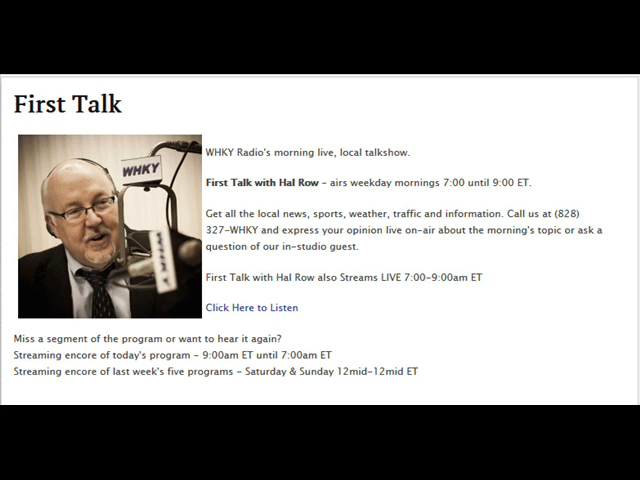 First Talk
WHKY
WHKY
WHKY Radio's morning live, local talkshow.
First Talk with Hal Row - airs weekday mornings 7:00 until 9:00 ET.
Get all the local news, sports, weather, traffic and information. Call us at (828)
327-WHKY and express your opinion live on-air about the morning's topic or ask a
question of our in-studio guest.
First Talk with Hal Row also Streams LIVE 7:00-9:00am ET
Click Here to Listen
Miss a segment of the program or want to hear it again?
Streaming encore of today's program - 9:00am ET until 7:00am ET
Streaming encore of last week's five programs - Saturday & Sunday 12mid-12mid ET